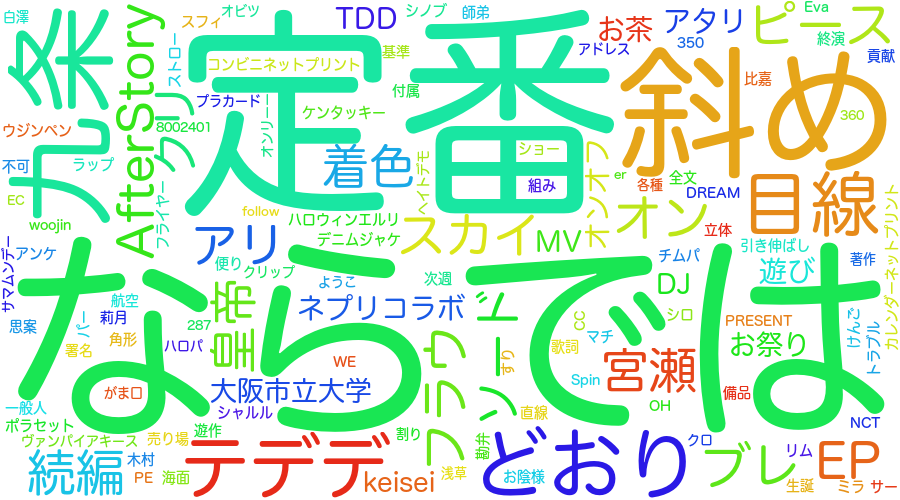 白澤
スフィ
オビツ
TDD
シノブ
師弟
お茶
アタリ
Eva
ピース
終演
貢献
九条
AfterStory
ストロー
コンビニネットプリント
基準
定番
アドレス
350
斜め
比嘉
プラカード
付属
ケンタッキー
360
ウジンペン
クリ
8002401
オンリー
着色
ショー
オンオフ
不可
ラップ
ヘイトデモ
組み
er
各種
全文
DREAM
目線
EC
フライヤー
follow
ハロウィンエルリ
スカイ
オン
カレンダーネットプリント
woojin
アリ
デニムジャケ
MV
立体
引き伸ばし
サマムンデー
アンケ
便り
クリップ
チムパ
著作
ならでは
ようこ
次週
DJ
遊び
航空
皇帝
ネプリコラボ
ード
思案
パー
莉月
287
CC
シロ
PRESENT
けんご
トラブル
署名
角形
ハロパ
フラウ
マチ
お祭り
WE
すり
歌詞
宮瀬
がま口
大阪市立大学
ソ
Spin
備品
一般人
シャルル
直線
OH
NCT
ポラセット
遊作
割り
ヴァンパイアキース
売り場
勘弁
どおり
クロ
リム
続編
木村
テデデ
浅草
お陰様
ブレ
EP
PE
海面
keisei
生誕
ミラ
サー